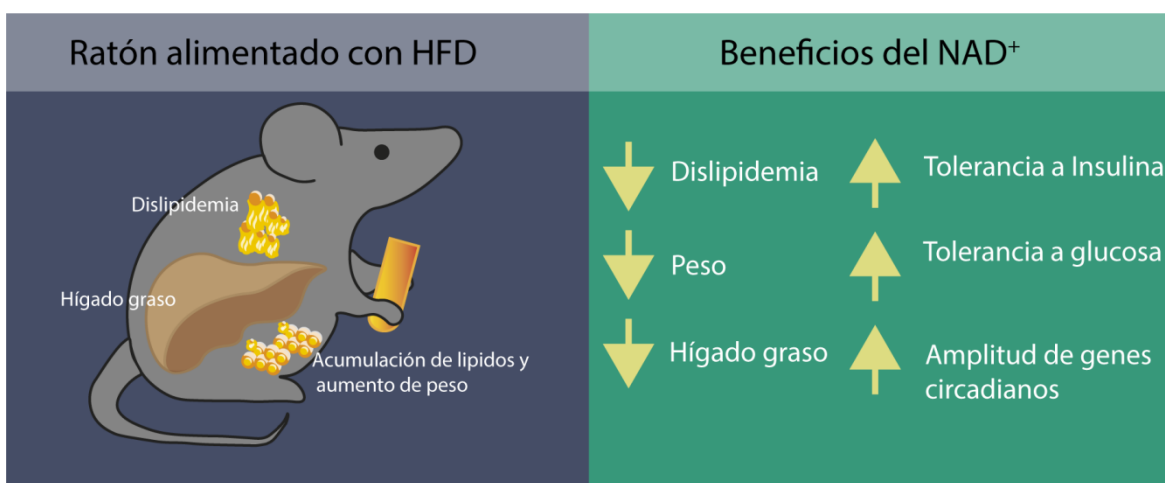 Ratón alimentado con HFD
Dislipidemia
Hígado graso
Acumulación de lipidos y
aumento de peso
Beneficios del NAD⁺
Dislipidemia
Peso
Hígado graso
Tolerancia a Insulina
Tolerancia a glucosa
Amplitud de genes
circadianos